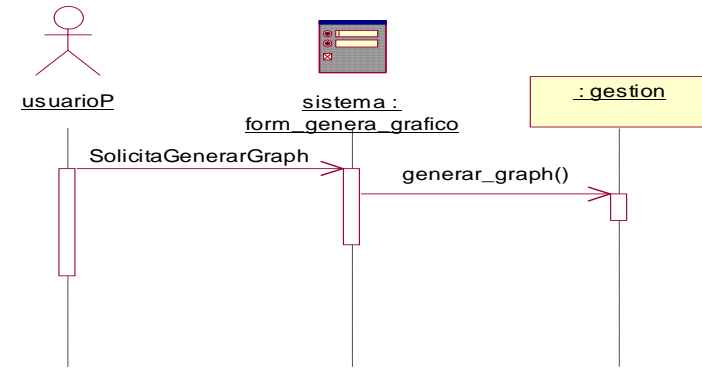 usuarioP
sistema :
form_genera_grafico
: gestion
SolicitaGenerarGraph
generar_graph()